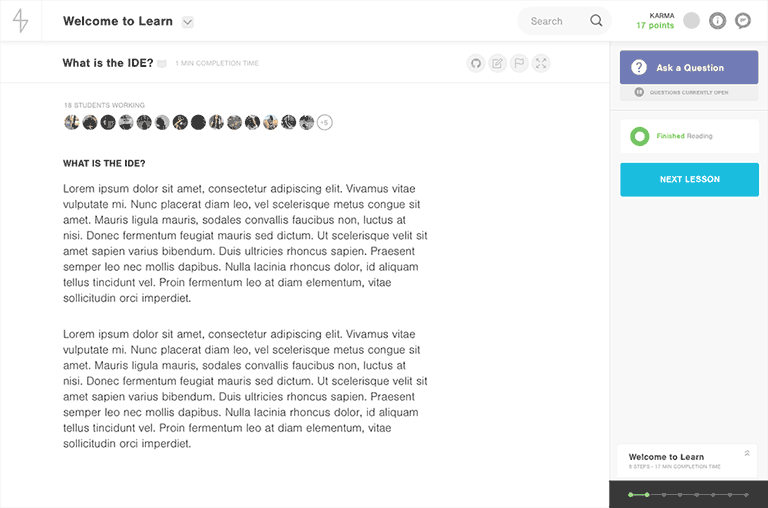 Welcome to Learn
Search
KARMA
17 points
What is the IDE?
1 MIN COMPLETION TIME
Ask a Question
QUESTIONS CURRENTLY OPEN
18 STUDENTS WORKING
+5
Finished Reading
NEXT LESSON
WHAT IS THE IDE?
Lorem ipsum dolor sit amet, consectetur adipiscing elit. Vivamus vitae
vulputate mi. Nunc placerat diam leo, vel scelerisque metus congue sit
amet. Mauris ligula mauris, sodales convallis faucibus non, luctus at
nisi. Donec fermentum feugiat mauris sed dictum. Ut scelerisque velit sit
amet sapien varius bibendum. Duis ultricies rhoncus sapien. Praesent
semper leo nec mollis dapibus. Nulla lacinia rhoncus dolor, id aliquam
tellus tincidunt vel. Proin fermentum leo at diam elementum, vitae
sollicitudin orci imperdiet.
Lorem ipsum dolor sit amet, consectetur adipiscing elit. Vivamus vitae
vulputate mi. Nunc placerat diam leo, vel scelerisque metus congue sit
amet. Mauris ligula mauris, sodales convallis faucibus non, luctus at
nisi. Donec fermentum feugiat mauris sed dictum. Ut scelerisque velit sit
amet sapien varius bibendum. Duis ultricies rhoncus sapien. Praesent
semper leo nec mollis dapibus. Nulla lacinia rhoncus dolor, id aliquam
tellus tincidunt vel. Proin fermentum leo at diam elementum, vitae
sollicitudin orci imperdiet.
Welcome to Learn
STEPS - 17 MIN COMPLETION TIME